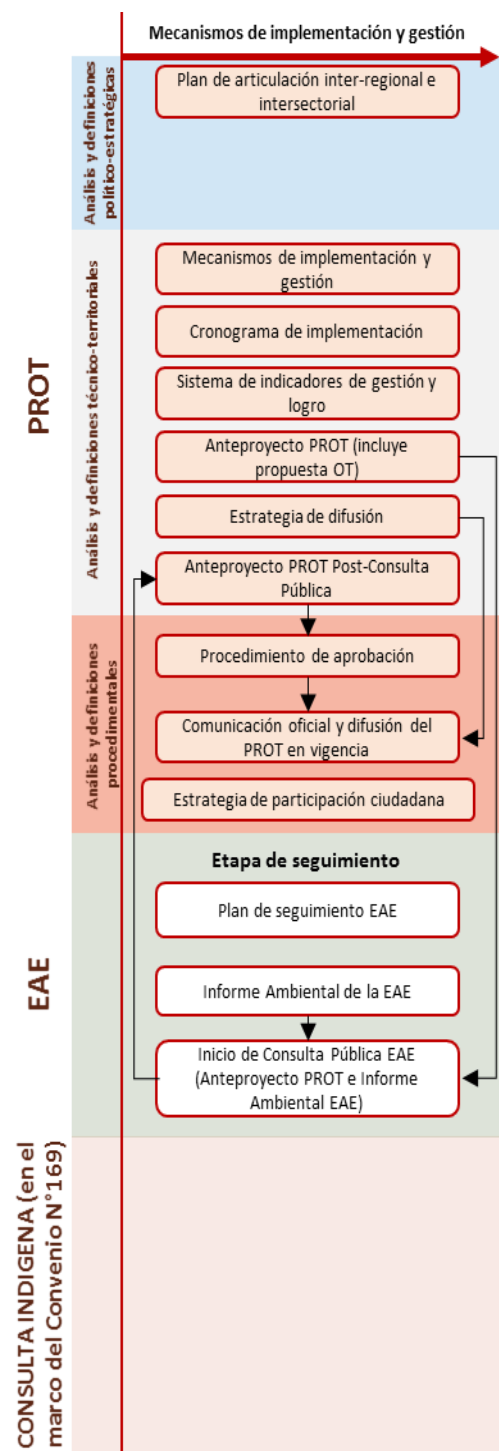 Mecanismos de implementación y gestión
Análisis y definiciones
político-estratégicas
Plan de articulación inter-regional e
intersectorial
PROT
Análisis y definiciones técnico-territoriales
Mecanismos de implementación y
gestión
Cronograma de implementación
Sistema de indicadores de gestión y
logro
Anteproyecto PROT (incluye
propuesta OT)
Estrategia de difusión
Anteproyecto PROT Post-Consulta
Pública
Análisis y definiciones
procedimentales
Procedimiento de aprobación
Comunicación oficial y difusión del
PROT en vigencia
Estrategia de participación ciudadana
EAE
Etapa de seguimiento
Plan de seguimiento EAE
Informe Ambiental de la EAE
Inicio de Consulta Pública EAE
(Anteproyecto PROT e Informe
Ambiental EAE)
CONSULTA INDIGENA (en el
marco del Convenio N°169)